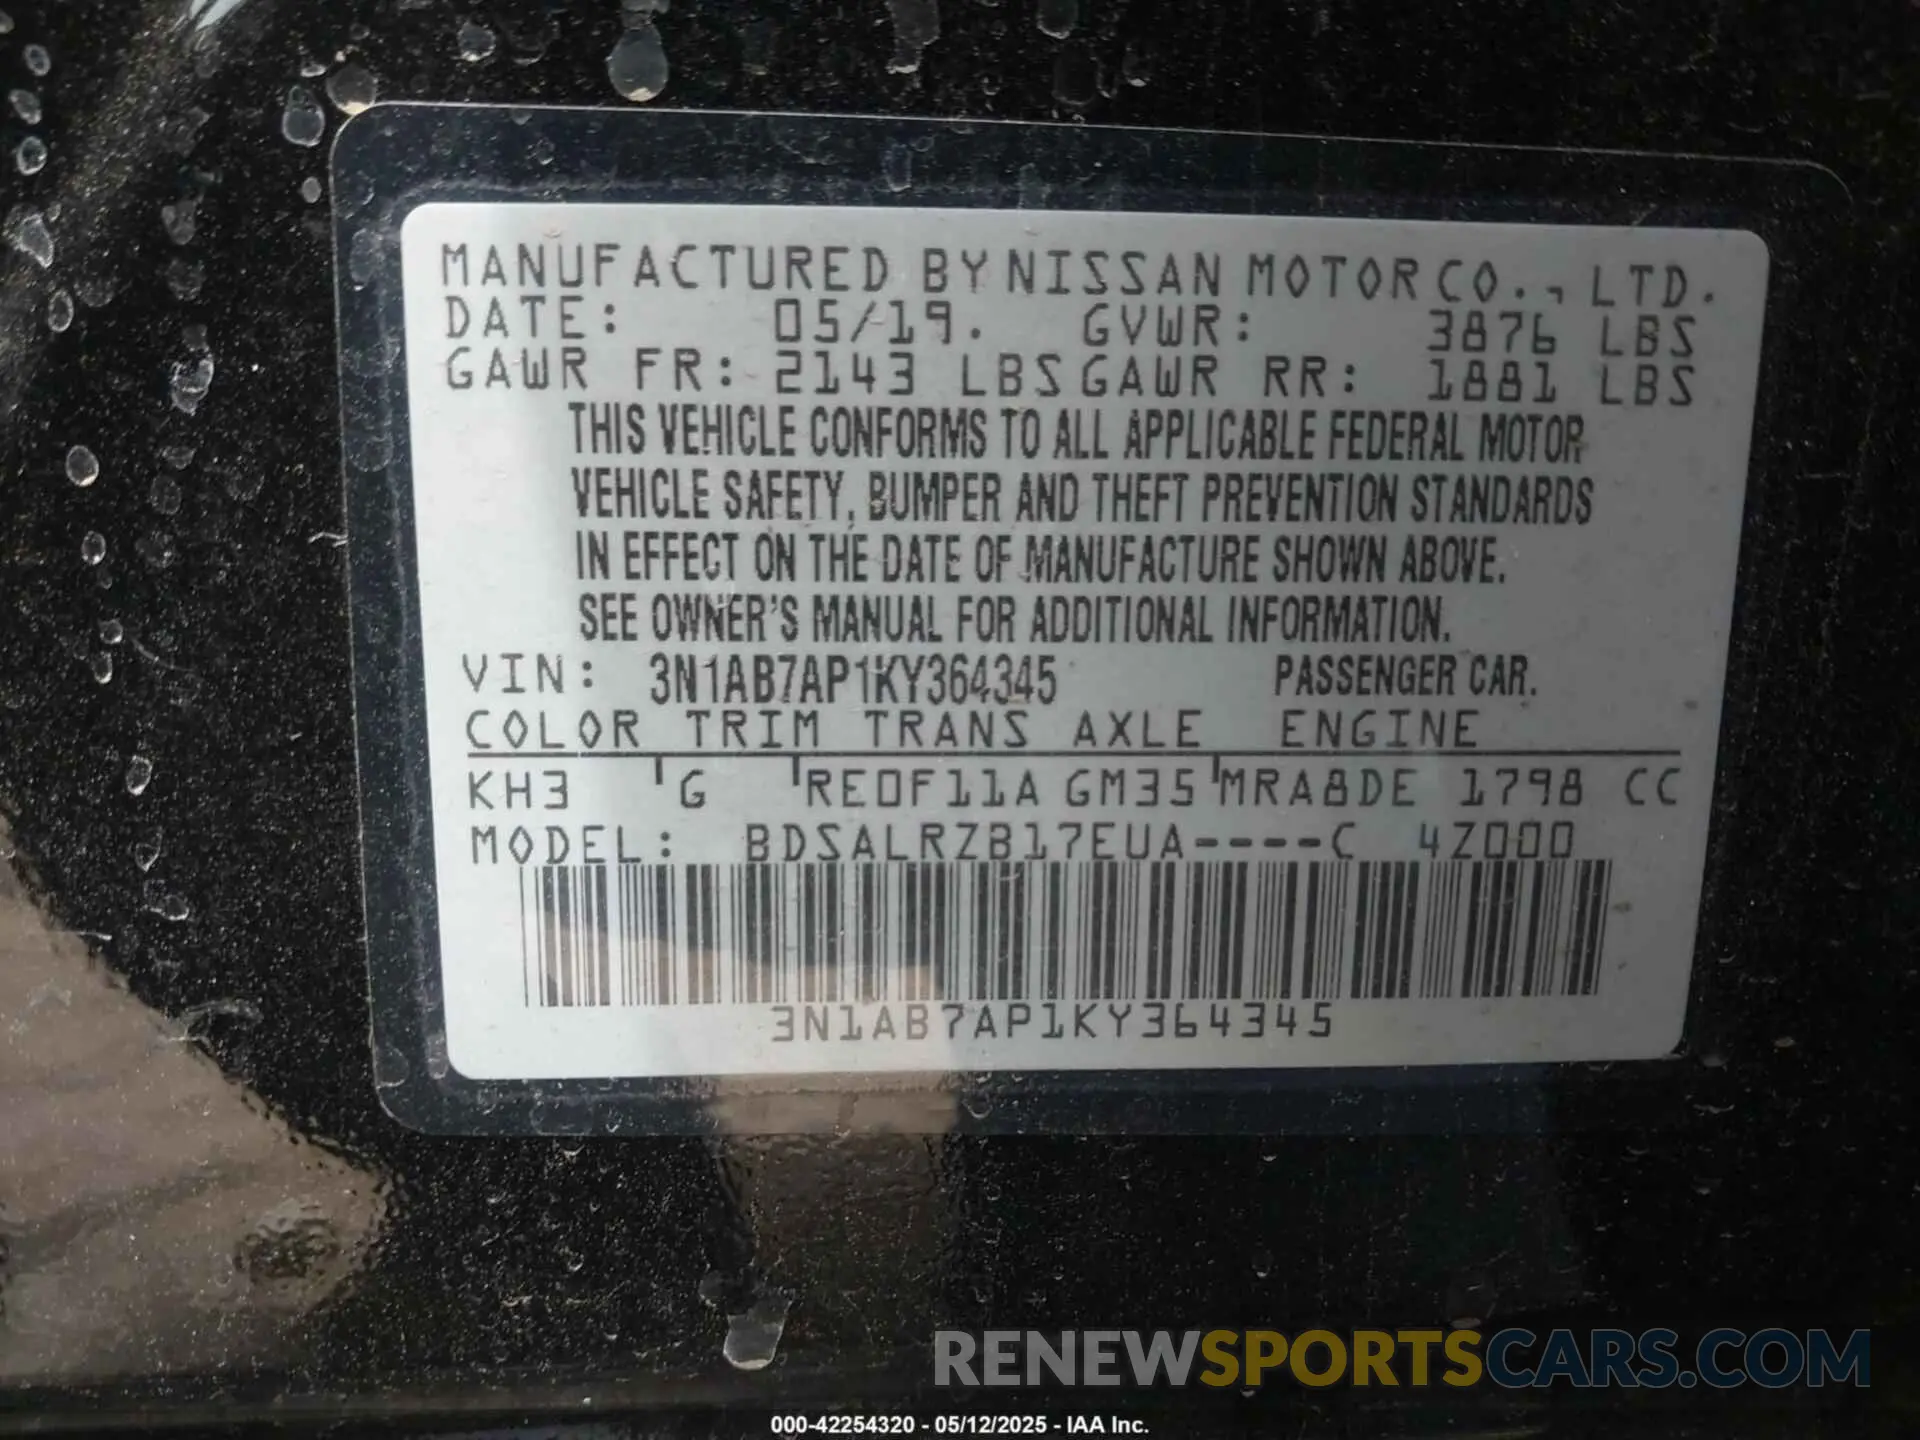 MANUFACTURED BY NISSAN MOTOR CO., LTD.
DATE: 05/19. GVWR: 3876 LBS
GAWR FR: 2143 LBS GAWR RR: 1881 LBS
THIS VEHICLE CONFORMS TO ALL APPLICABLE FEDERAL MOTOR
VEHICLE SAFETY, BUMPER AND THEFT PREVENTION STANDARDS
IN EFFECT ON THE DATE OF MANUFACTURE SHOWN ABOVE.
SEE OWNER'S MANUAL FOR ADDITIONAL INFORMATION.
VIN: 3N1AB7AP1KY364345 PASSENGER CAR.
COLOR TRIM TRANS AXLE ENGINE
KH3 G RE0F11A GM35 MRA8DE 1798 CC
MODEL: BDSALRZB17EUA----C 4Z000
3N1AB7AP1KY364345
RENEWSPORTSCARS.COM
000-42254320 - 05/12/2025 - IAA Inc.